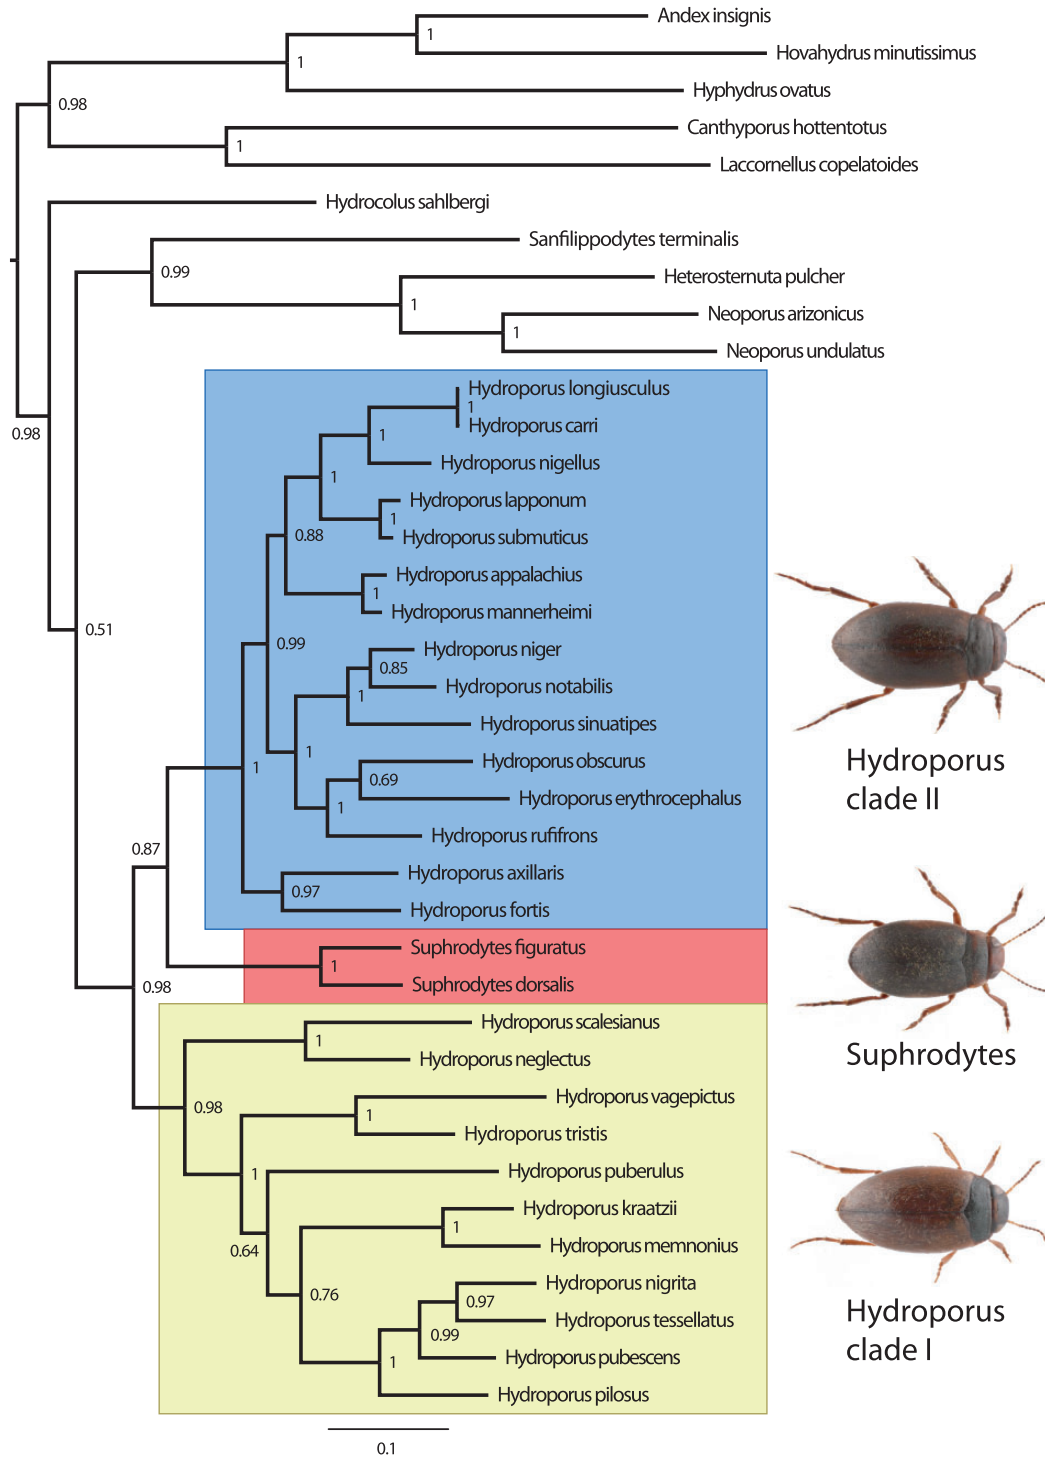 Andex insignis
1
Hovahydrus minutissimus
1
Hyphydrus ovatus
0.98
Canthyporus hottentotus
1
Laccornellus copelatoides
Hydrocolus sahlbergi
Sanfilippodytes terminalis
0.99
Heterosternuta pulcher
1
Neoporus arizonicus
1
Neoporus undulatus
Hydroporus longiusculus
1
Hydroporus carri
0.98
1
Hydroporus nigellus
1
Hydroporus lapponum
1
Hydroporus submuticus
0.88
Hydroporus appalachius
1
Hydroporus mannerheimi
0.51
0.99
Hydroporus niger
0.85
Hydroporus notabilis
1
Hydroporus sinuatipes
1
Hydroporus obscurus
1
0.69
Hydroporus erythrocephalus
1
Hydroporus rufifrons
0.87
Hydroporus axillaris
0.97
Hydroporus fortis
Suphrodytes figuratus
1
Suphrodytes dorsalis
0.98
Hydroporus scalesianus
1
Hydroporus neglectus
Hydroporus vagepictus
0.98
1
Hydroporus tristis
1
Hydroporus puberulus
Hydroporus kraatzii
1
0.64
Hydroporus memnonius
Hydroporus nigrita
0.76
0.97
Hydroporus tessellatus
0.99
Hydroporus pubescens
1
Hydroporus pilosus
0.1
Hydroporus
clade II
Suphrodytes
Hydroporus
clade I